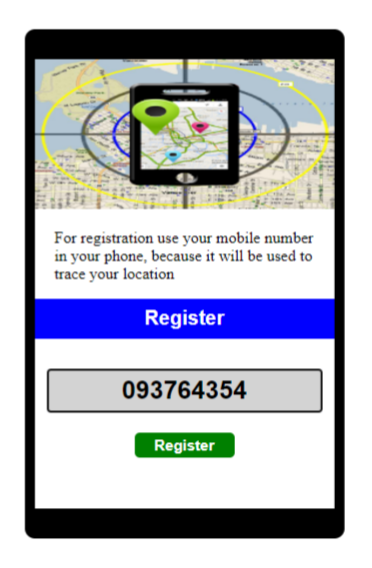 For registration use your mobile number
in your phone, because it will be used to
trace your location
Register
093764354
Register